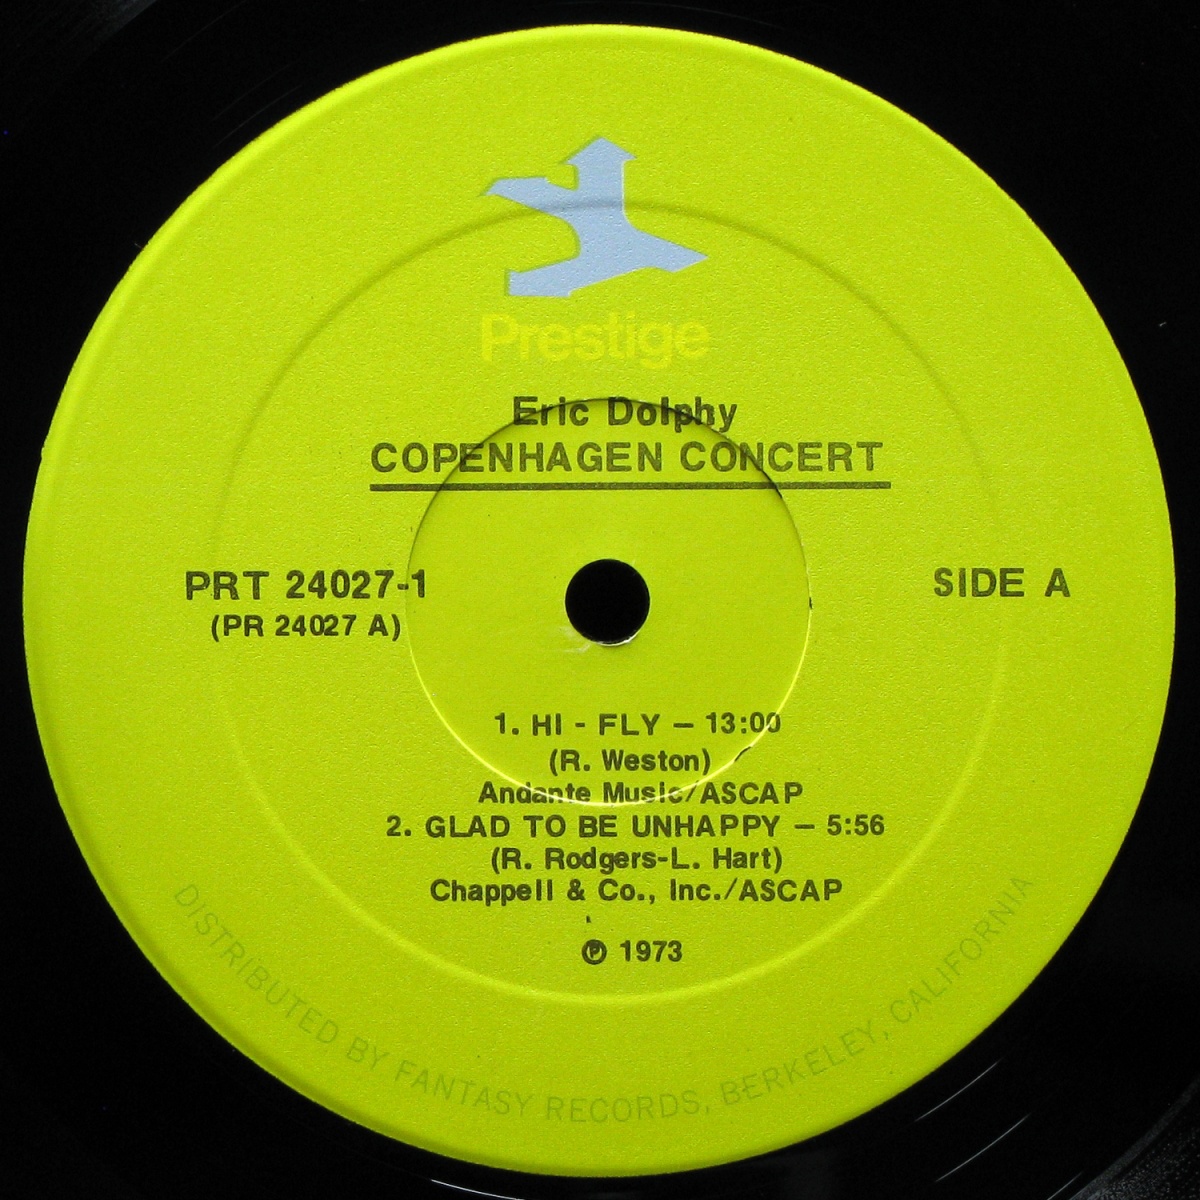 Prestige
Eric Dolphy
COPENHAGEN CONCERT
PRT 24027-1
(PR 24027 A)
SIDE A
1. HI - FLY — 13:00
(R. Weston)
Andante Music/ASCAP
2. GLAD TO BE UNHAPPY — 5:56
(R. Rodgers-L. Hart)
Chappell & Co., Inc./ASCAP
℗ 1973
DISTRIBUTED BY FANTASY RECORDS, BERKELEY, CALIFORNIA